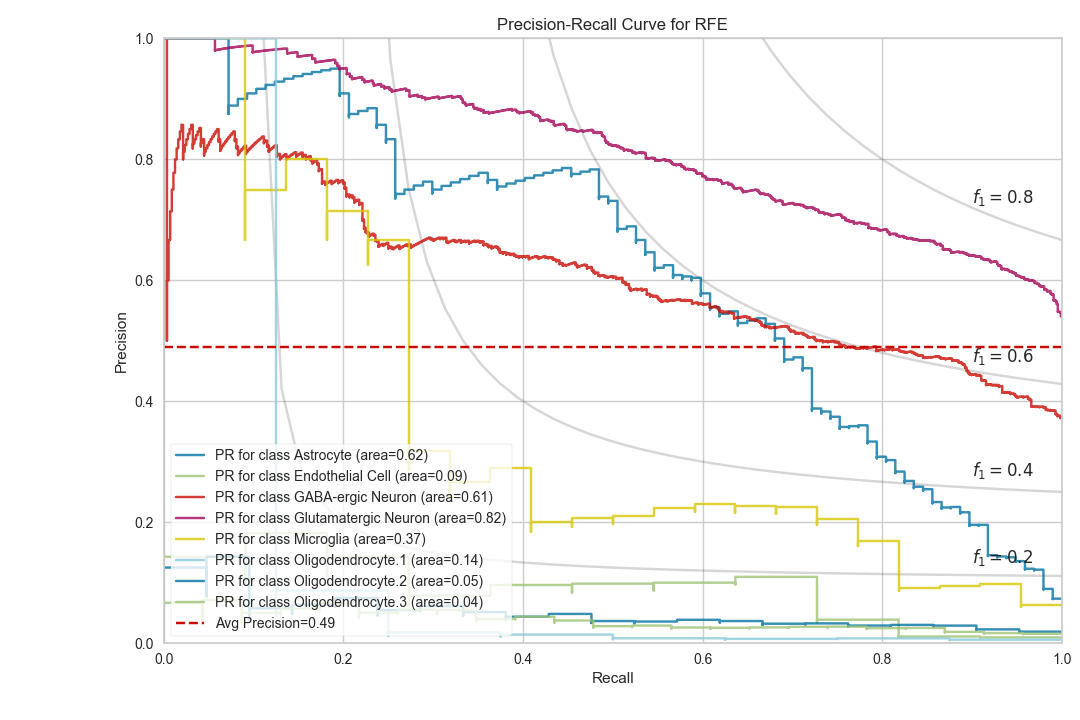 Precision-Recall Curve for RFE
1.0
0.8
0.6
0.4
0.2
0.0
Precision
f1 = 0.8
f1 = 0.6
f1 = 0.4
f1 = 0.2
PR for class Astrocyte (area=0.62)
PR for class Endothelial Cell (area=0.09)
PR for class GABA-ergic Neuron (area=0.61)
PR for class Glutamatergic Neuron (area=0.82)
PR for class Microglia (area=0.37)
PR for class Oligodendrocyte.1 (area=0.14)
PR for class Oligodendrocyte.2 (area=0.05)
PR for class Oligodendrocyte.3 (area=0.04)
Avg Precision=0.49
0.0 0.2 0.4 0.6 0.8 1.0
Recall